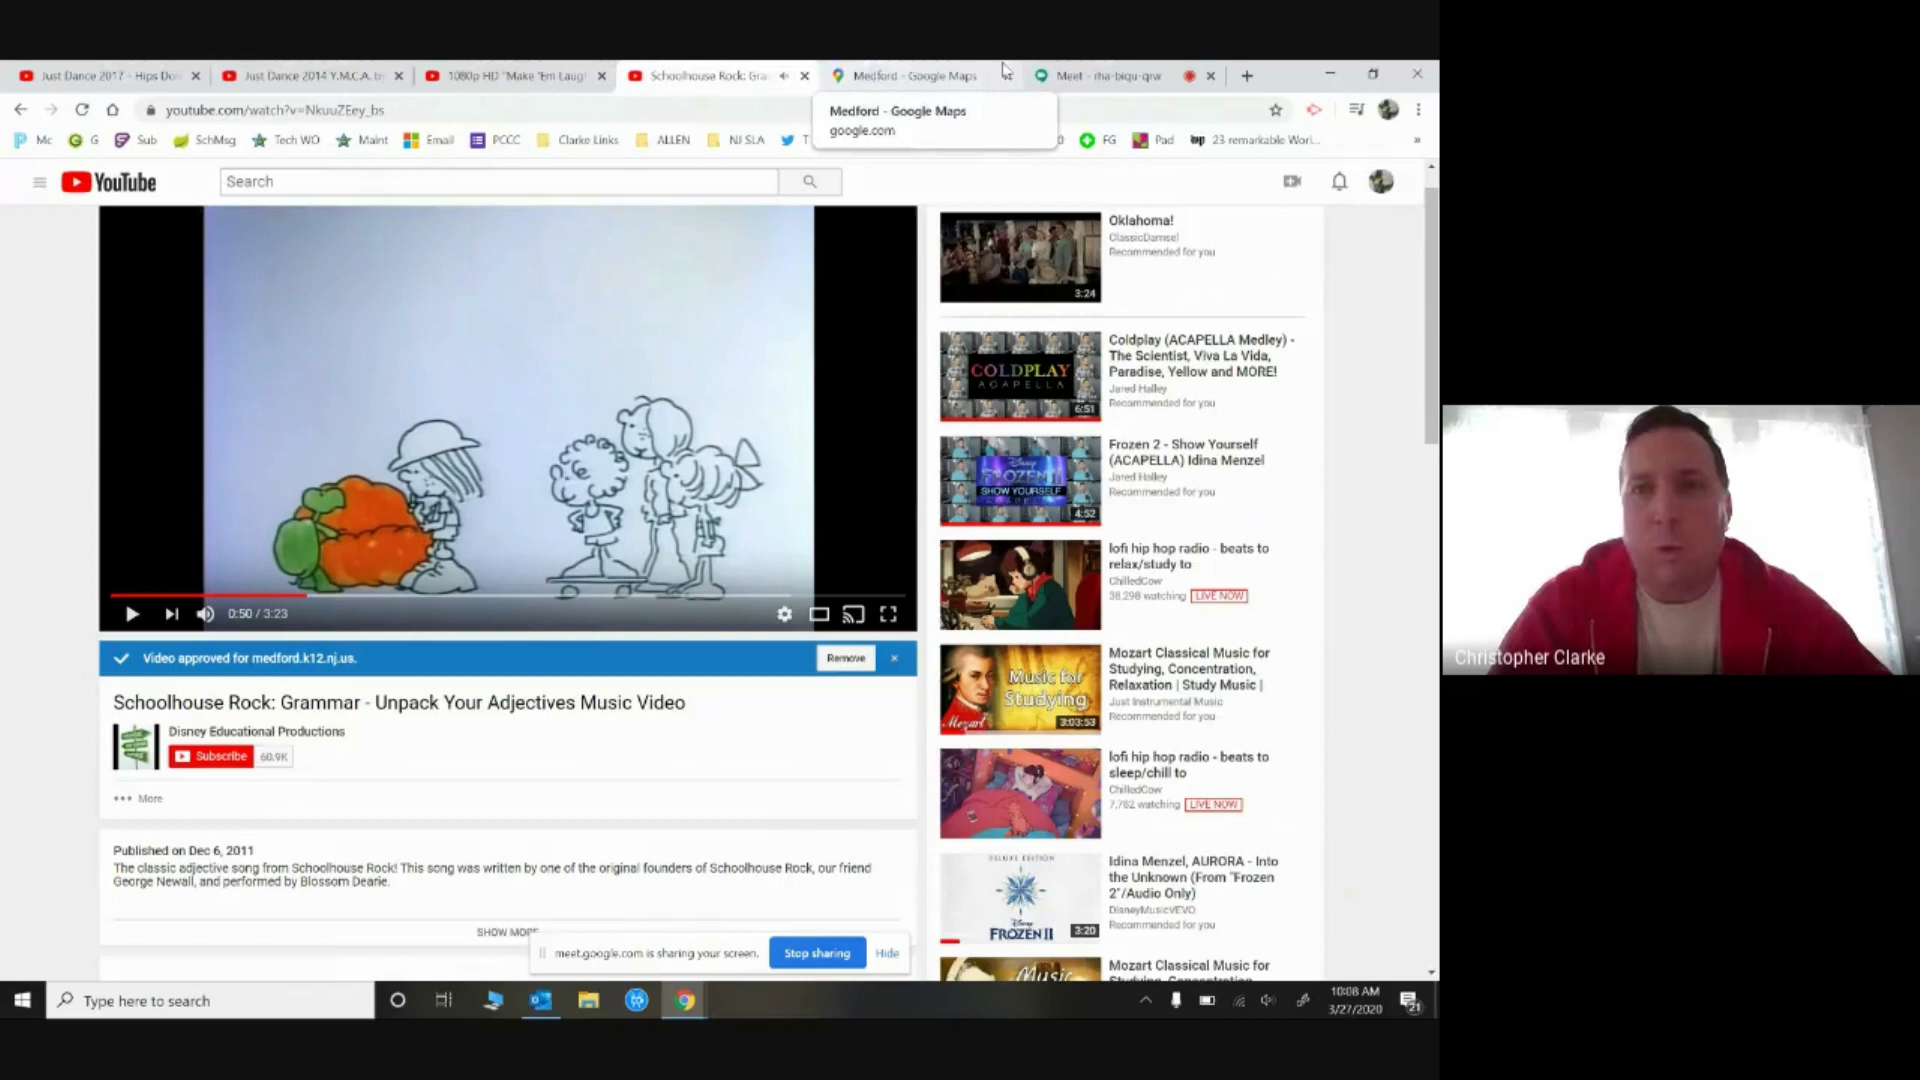 Just Dance 2017 - Hips Don
Just Dance 2014 Y.M.C.A. b
1080p HD "Make 'Em Laugh
Schoolhouse Rock: Gra
Medford - Google Maps
Meet - rha-biqu-qrw
youtube.com/watch?v=NkuuZEey_bs
Medford - Google Maps
google.com
Mc
G
Sub
SchMsg
Tech WO
Maint
Email
PCCC
Clarke Links
ALLEN
NJ SLA
T
FG
Pad
23 remarkable Worl...
YouTube
Search
Oklahoma!
ClassicDamsel
Recommended for you
3:24
COLDPLAY
ACAPELLA
6:51
Coldplay (ACAPELLA Medley) -
The Scientist, Viva La Vida,
Paradise, Yellow and MORE!
Jared Halley
Recommended for you
Disney
FROZEN II
SHOW YOURSELF
4:52
Frozen 2 - Show Yourself
(ACAPELLA) Idina Menzel
Jared Halley
Recommended for you
lofi hip hop radio - beats to
relax/study to
ChilledCow
38,298 watching LIVE NOW
0:50 / 3:23
Video approved for medford.k12.nj.us.
Remove
Schoolhouse Rock: Grammar - Unpack Your Adjectives Music Video
Disney Educational Productions
Subscribe 60.9K
More
Published on Dec 6, 2011
The classic adjective song from Schoolhouse Rock! This song was written by one of the original founders of Schoolhouse Rock, our friend
George Newall, and performed by Blossom Dearie.
SHOW MORE
Music for
Studying
Mozart
3:03:53
Mozart Classical Music for
Studying, Concentration,
Relaxation | Study Music |
Just Instrumental Music
Recommended for you
lofi hip hop radio - beats to
sleep/chill to
ChilledCow
7,782 watching LIVE NOW
DELUXE EDITION
Disney
FROZEN II
3:20
Idina Menzel, AURORA - Into
the Unknown (From "Frozen
2"/Audio Only)
DisneyMusicVEVO
Recommended for you
Music
Mozart Classical Music for
Studying, Concentration,
meet.google.com is sharing your screen.
Stop sharing
Hide
Type here to search
10:08 AM
3/27/2020
21
Christopher Clarke